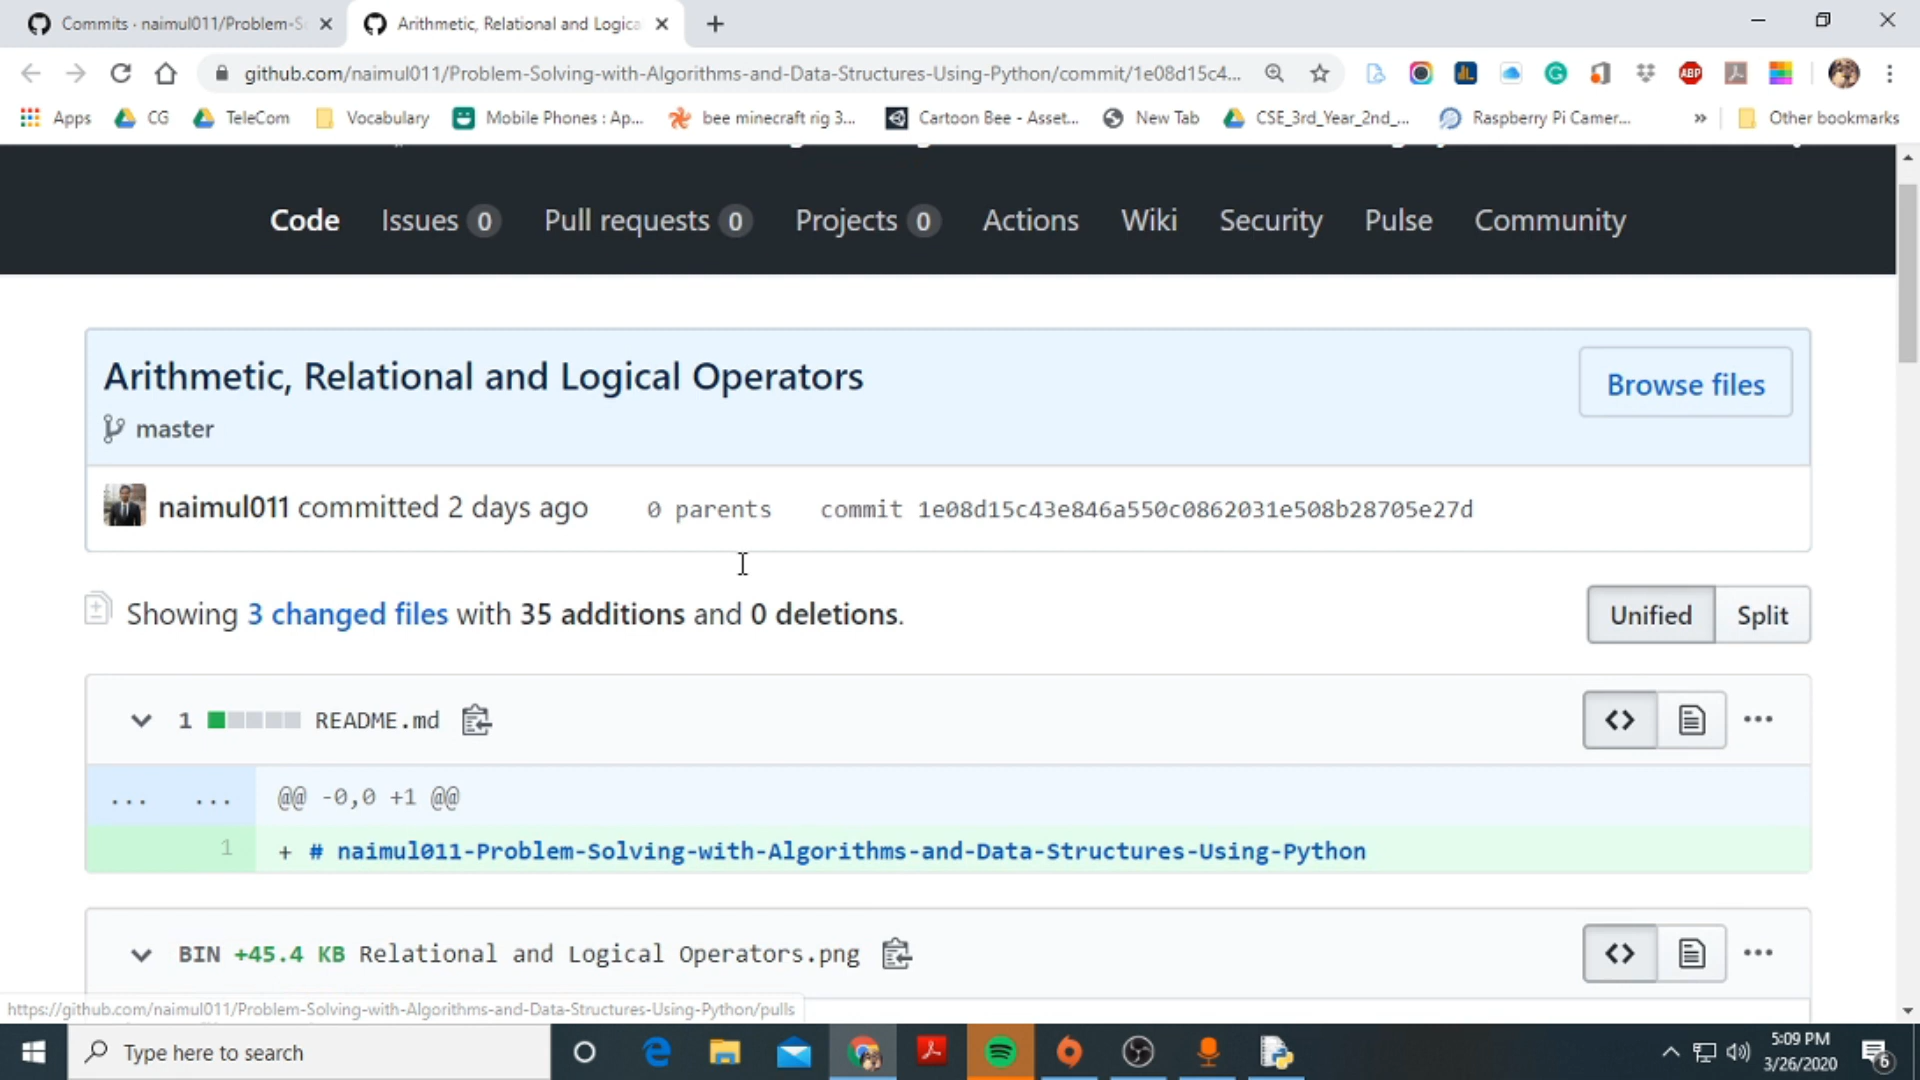 Commits · naimul011/Problem-S
Arithmetic, Relational and Logica
github.com/naimul011/Problem-Solving-with-Algorithms-and-Data-Structures-Using-Python/commit/1e08d15c4...
ABP
Apps
CG
TeleCom
Vocabulary
Mobile Phones : Ap...
bee minecraft rig 3...
Cartoon Bee - Asset...
New Tab
CSE_3rd_Year_2nd_...
Raspberry Pi Camer...
»
Other bookmarks
Code
Issues 0
Pull requests 0
Projects 0
Actions
Wiki
Security
Pulse
Community
Arithmetic, Relational and Logical Operators
Browse files
master
naimul011 committed 2 days ago
0 parents
commit 1e08d15c43e846a550c0862031e508b28705e27d
Showing 3 changed files with 35 additions and 0 deletions.
Unified
Split
1 README.md
... ... @@ -0,0 +1 @@
1 + # naimul011-Problem-Solving-with-Algorithms-and-Data-Structures-Using-Python
BIN +45.4 KB Relational and Logical Operators.png
https://github.com/naimul011/Problem-Solving-with-Algorithms-and-Data-Structures-Using-Python/pulls
Type here to search
5:09 PM
3/26/2020
6